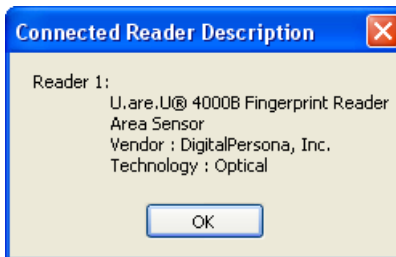 Connected Reader Description
Reader 1:
U.are.U® 4000B Fingerprint Reader
Area Sensor
Vendor : DigitalPersona, Inc.
Technology : Optical
OK